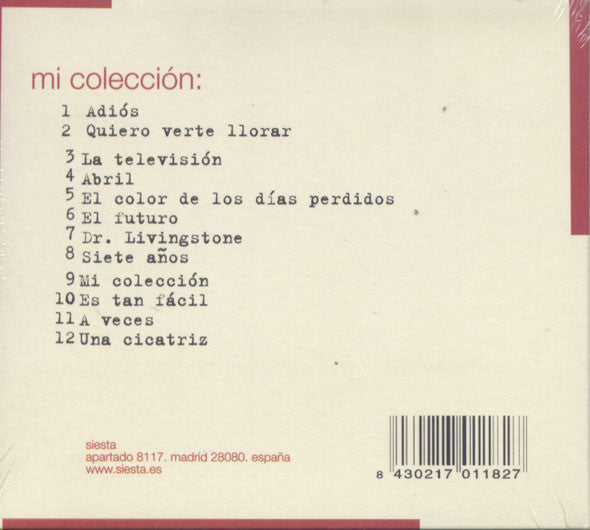 mi colección:
1 Adiós
2 Quiero verte llorar
3 La televisión
4 Abril
5 El color de los días perdidos
6 El futuro
7 Dr. Livingstone
8 Siete años
9 Mi colección
10 Es tan fácil
11 A veces
12 Una cicatriz
siesta
apartado 8117. madrid 28080. españa
www.siesta.es
8 430217 011827